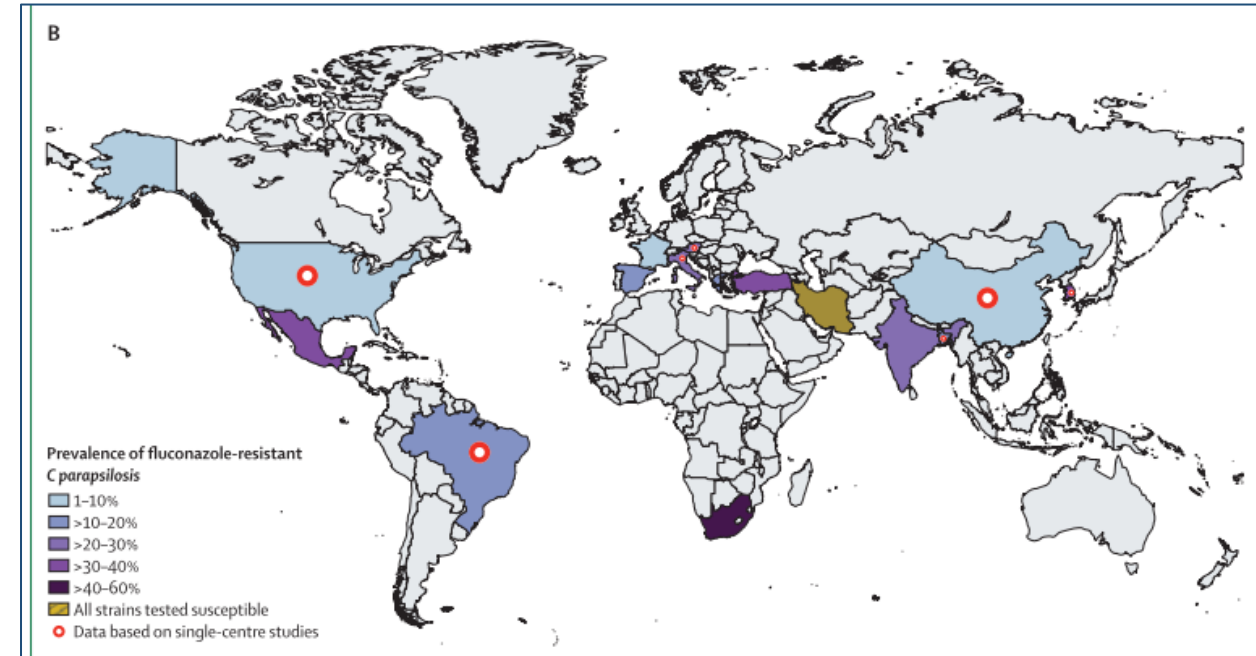 B
Prevalence of fluconazole-resistant
C parapsilosis
1–10%
>10–20%
>20–30%
>30–40%
>40–60%
All strains tested susceptible
Data based on single-centre studies